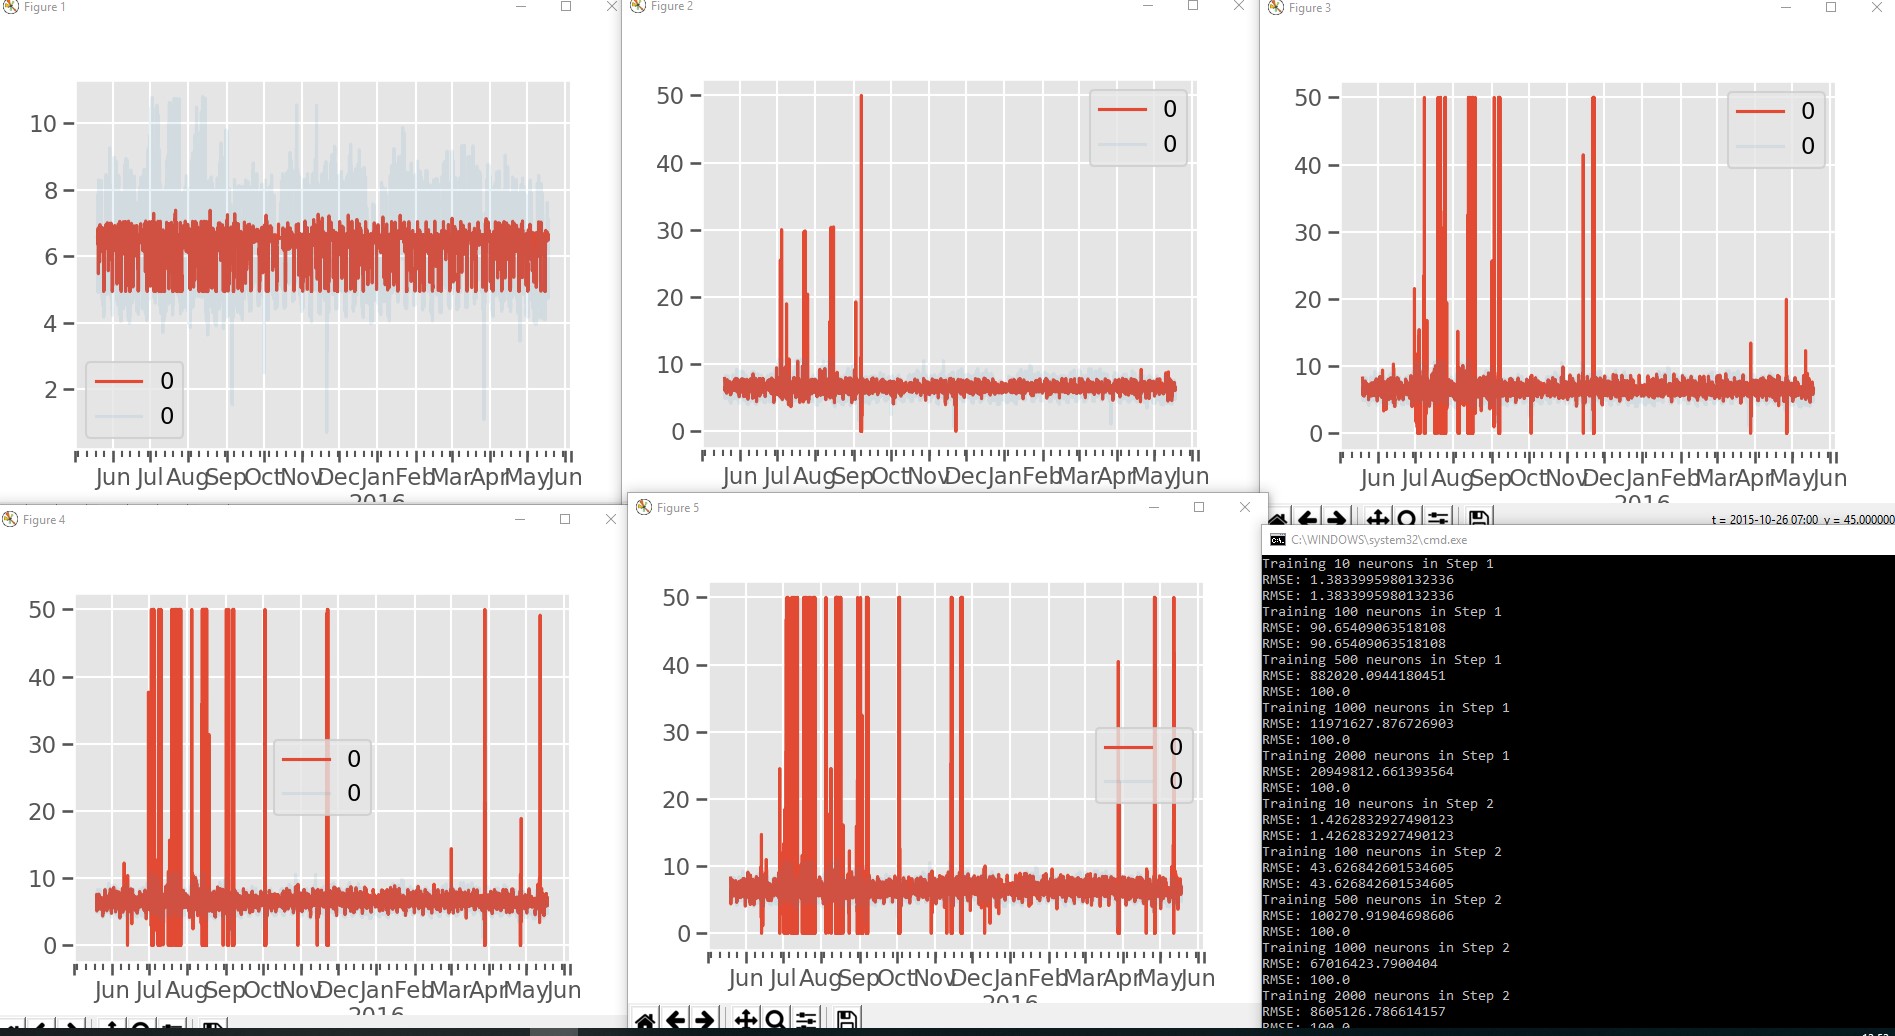 Figure 1
10
8
6
4
2
0
0
Jun Jul Aug Sep Oct Nov Dec Jan Feb Mar Apr May Jun
2016
Figure 2
50
40
30
20
10
0
0
0
Jun Jul Aug Sep Oct Nov Dec Jan Feb Mar Apr May Jun
Figure 3
50
40
30
20
10
0
0
0
Jun Jul Aug Sep Oct Nov Dec Jan Feb Mar Apr May Jun
2016
t = 2015-10-26 07:00 y = 45.000000
Figure 4
50
40
30
20
10
0
0
0
Jun Jul Aug Sep Oct Nov Dec Jan Feb Mar Apr May Jun
2016
Figure 5
50
40
30
20
10
0
0
0
Jun Jul Aug Sep Oct Nov Dec Jan Feb Mar Apr May Jun
2016
C:\WINDOWS\system32\cmd.exe
Training 10 neurons in Step 1
RMSE: 1.3833995980132336
RMSE: 1.3833995980132336
Training 100 neurons in Step 1
RMSE: 90.65409063518108
RMSE: 90.65409063518108
Training 500 neurons in Step 1
RMSE: 882020.0944180451
RMSE: 100.0
Training 1000 neurons in Step 1
RMSE: 11971627.876726903
RMSE: 100.0
Training 2000 neurons in Step 1
RMSE: 20949812.661393564
RMSE: 100.0
Training 10 neurons in Step 2
RMSE: 1.4262832927490123
RMSE: 1.4262832927490123
Training 100 neurons in Step 2
RMSE: 43.626842601534605
RMSE: 43.626842601534605
Training 500 neurons in Step 2
RMSE: 100270.91904698606
RMSE: 100.0
Training 1000 neurons in Step 2
RMSE: 67016423.7900404
RMSE: 100.0
Training 2000 neurons in Step 2
RMSE: 8605126.786614157
RMSE: 100.0